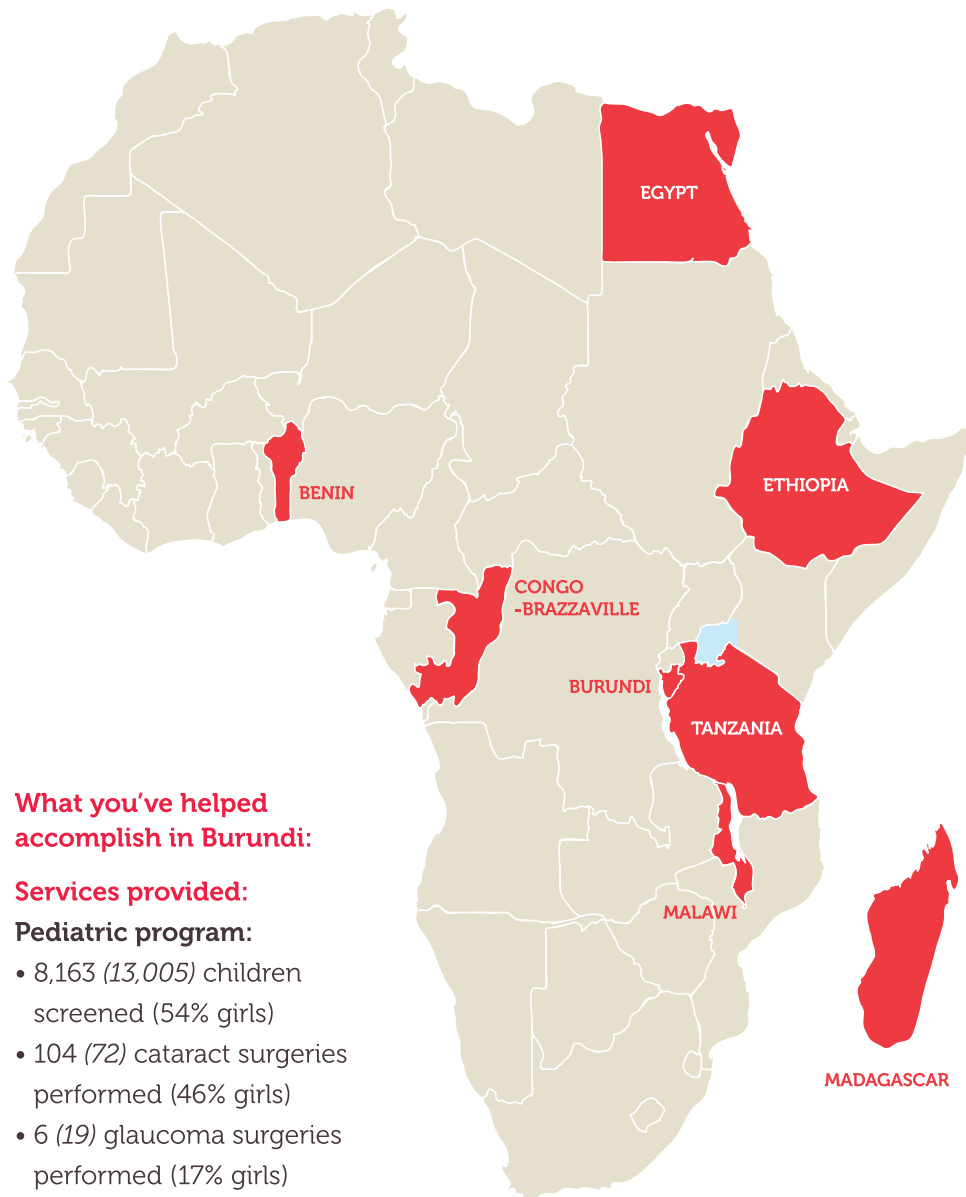 EGYPT
ETHIOPIA
BENIN
CONGO
-BRAZZAVILLE
BURUNDI
TANZANIA
MALAWI
MADAGASCAR
What you’ve helped
accomplish in Burundi:
Services provided:
Pediatric program:
• 8,163 (13,005) children
screened (54% girls)
• 104 (72) cataract surgeries
performed (46% girls)
• 6 (19) glaucoma surgeries
performed (17% girls)